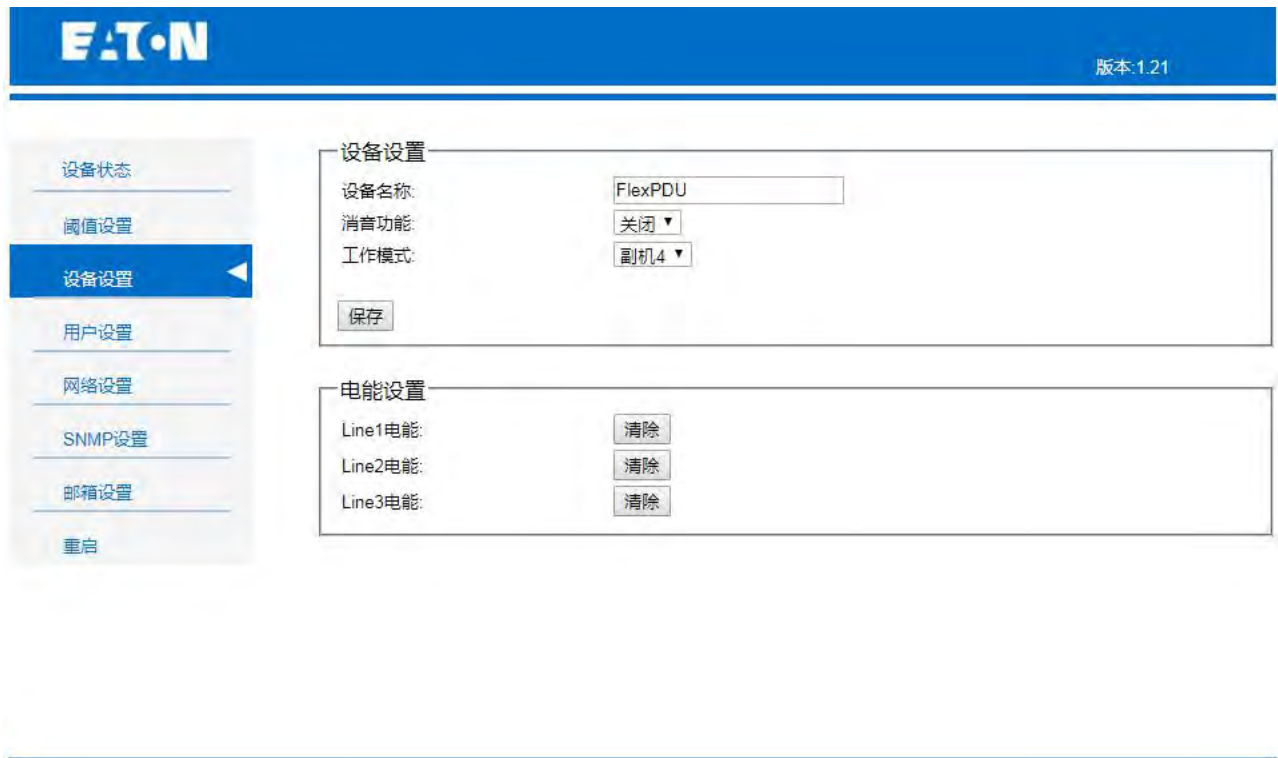 EATON
版本:1.21
设备状态
阈值设置
设备设置
用户设置
网络设置
SNMP设置
邮箱设置
重启
设备设置
设备名称: FlexPDU
消音功能: 关闭
工作模式: 副机4
保存
电能设置
Line1电能: 清除
Line2电能: 清除
Line3电能: 清除